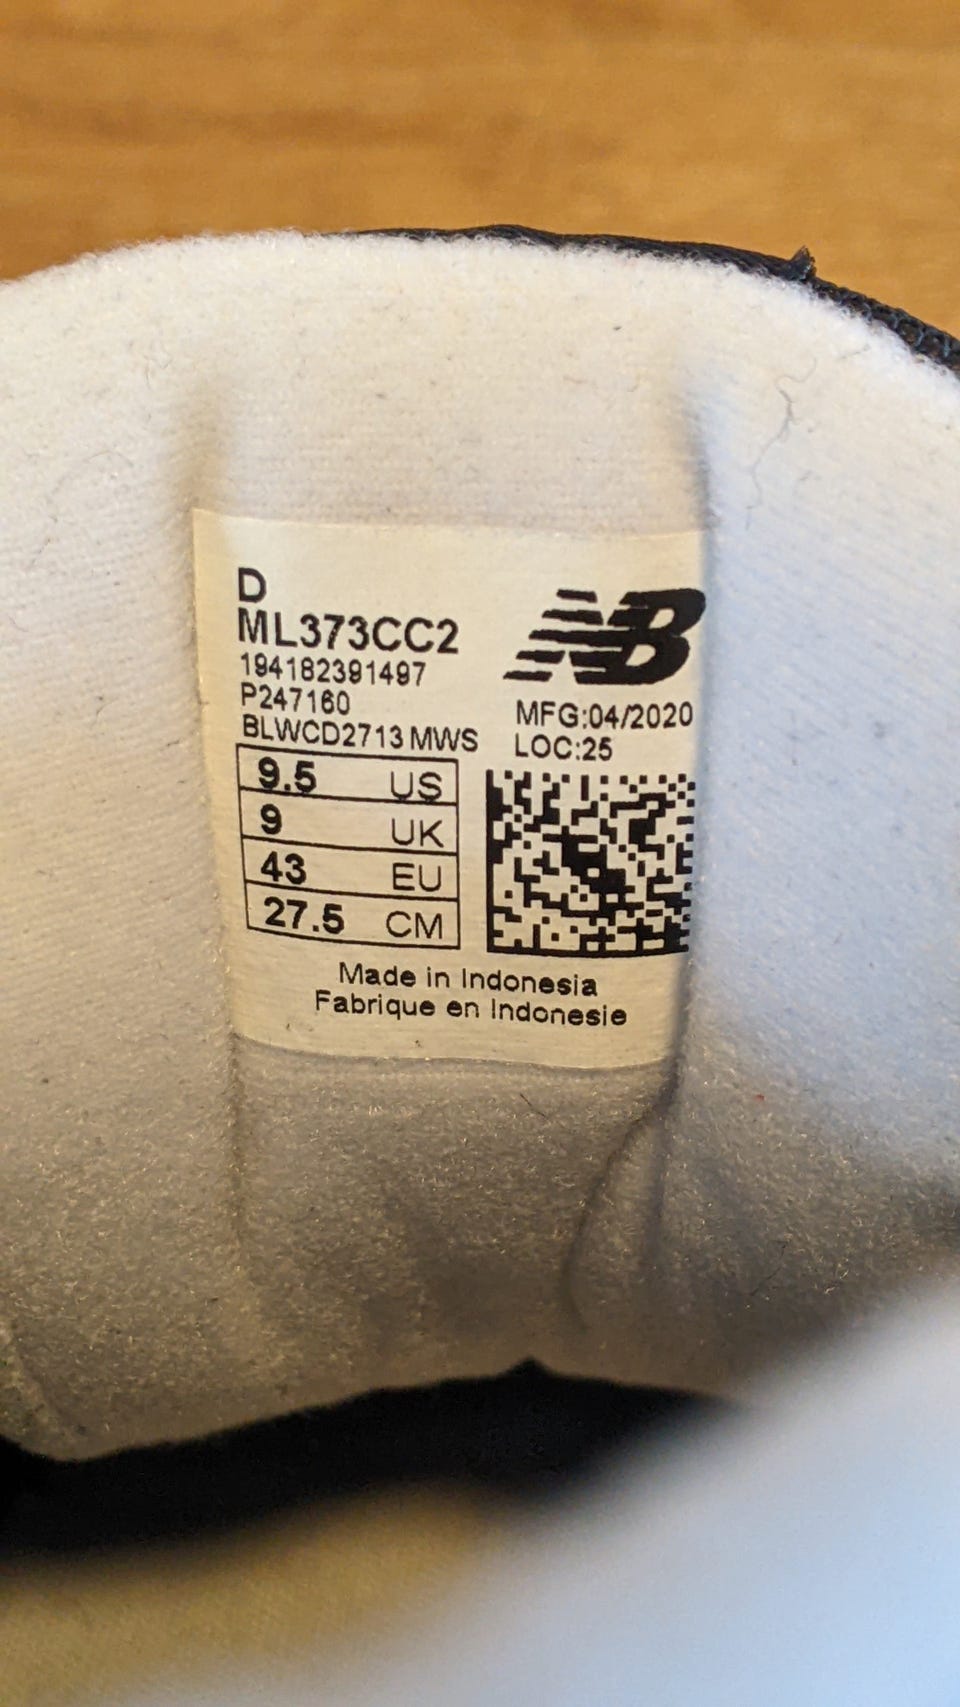 D
ML373CC2
194182391497
P247160
BLWCD2713 MWS
NB
MFG:04/2020
LOC:25
9.5 US
9 UK
43 EU
27.5 CM
Made in Indonesia
Fabrique en Indonesie